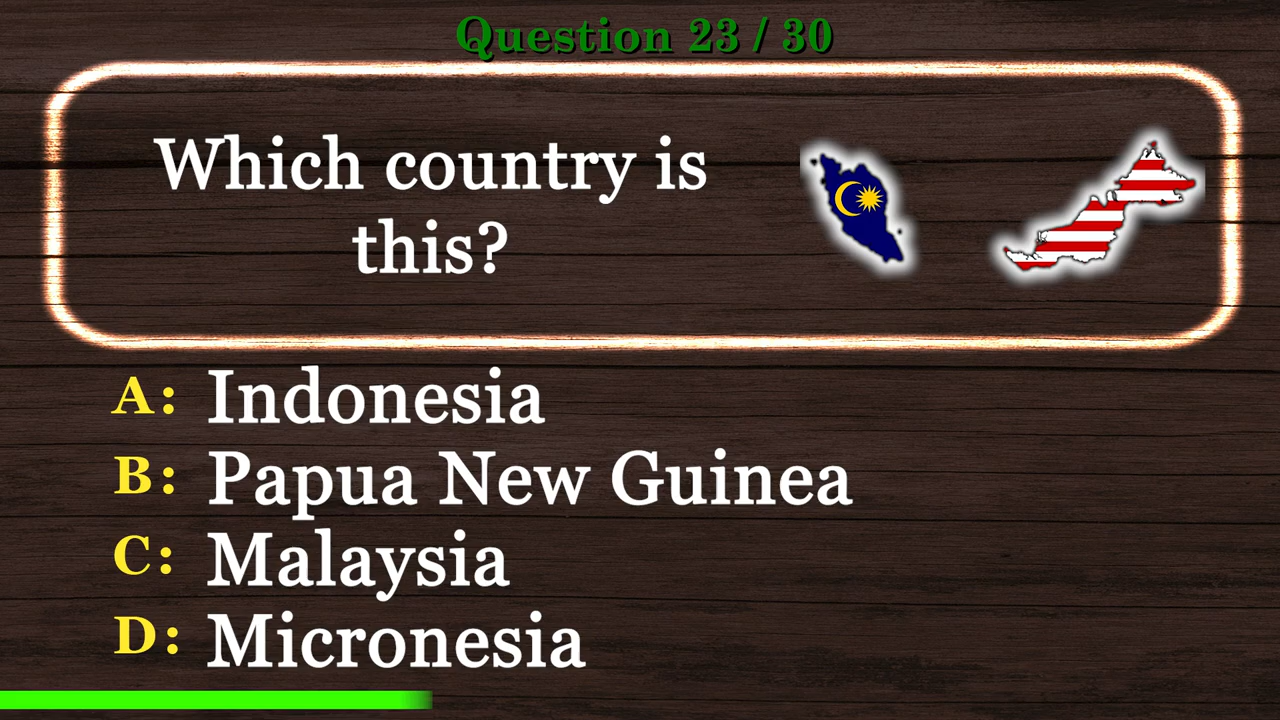 Question 23 / 30
Which country is
this?
A: Indonesia
B: Papua New Guinea
C: Malaysia
D: Micronesia